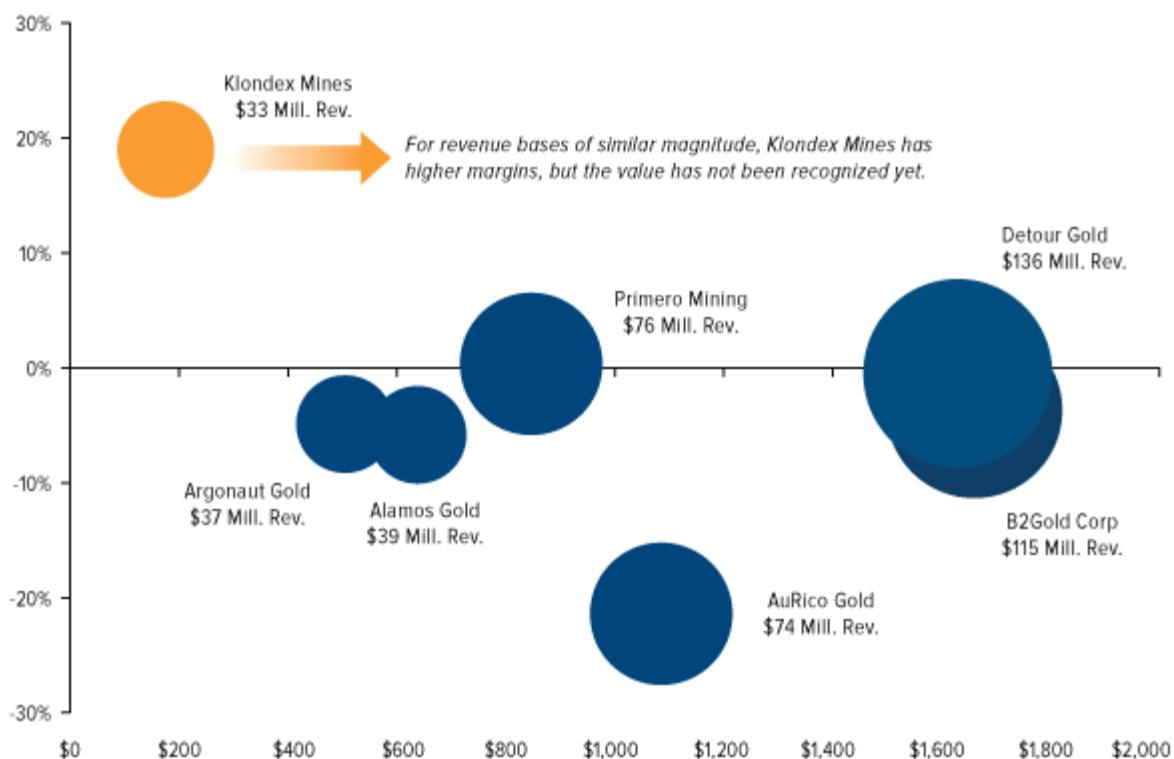 30%
Klondex Mines
$33 Mill. Rev.
20%
For revenue bases of similar magnitude, Klondex Mines has
higher margins, but the value has not been recognized yet.
10%
Detour Gold
$136 Mill. Rev.
Primero Mining
$76 Mill. Rev.
0%
-10%
Argonaut Gold
$37 Mill. Rev.
Alamos Gold
$39 Mill. Rev.
B2Gold Corp
$115 Mill. Rev.
-20%
AuRico Gold
$74 Mill. Rev.
-30%
$0 $200 $400 $600 $800 $1,000 $1,200 $1,400 $1,600 $1,800 $2,000